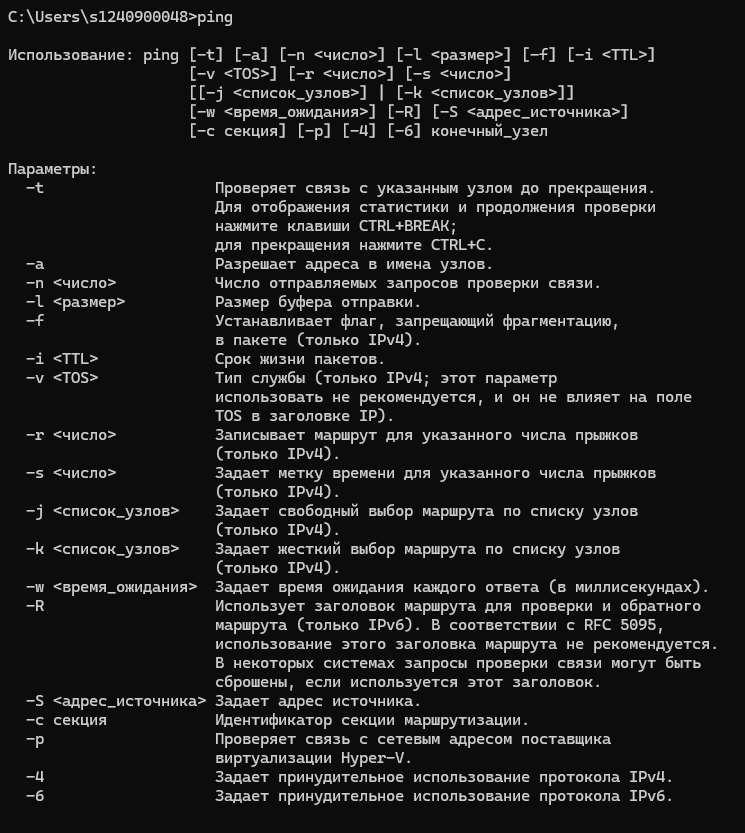 C:\Users\s1240900048>ping
Использование: ping [-t] [-a] [-n <число>] [-l <размер>] [-f] [-i <TTL>]
[-v <TOS>] [-r <число>] [-s <число>]
[[-j <список_узлов>] | [-k <список_узлов>]]
[-w <время_ожидания>] [-R] [-S <адрес_источника>]
[-c секция] [-p] [-4] [-6] конечный_узел
Параметры:
-t Проверяет связь с указанным узлом до прекращения.
Для отображения статистики и продолжения проверки
нажмите клавиши CTRL+BREAK;
для прекращения нажмите CTRL+C.
-a Разрешает адреса в имена узлов.
-n <число> Число отправляемых запросов проверки связи.
-l <размер> Размер буфера отправки.
-f Устанавливает флаг, запрещающий фрагментацию,
в пакете (только IPv4).
-i <TTL> Срок жизни пакетов.
-v <TOS> Тип службы (только IPv4; этот параметр
использовать не рекомендуется, и он не влияет на поле
TOS в заголовке IP).
-r <число> Записывает маршрут для указанного числа прыжков
(только IPv4).
-s <число> Задает метку времени для указанного числа прыжков
(только IPv4).
-j <список_узлов> Задает свободный выбор маршрута по списку узлов
(только IPv4).
-k <список_узлов> Задает жесткий выбор маршрута по списку узлов
(только IPv4).
-w <время_ожидания> Задает время ожидания каждого ответа (в миллисекундах).
-R Использует заголовок маршрута для проверки и обратного
маршрута (только IPv6). В соответствии с RFC 5095,
использование этого заголовка маршрута не рекомендуется.
В некоторых системах запросы проверки связи могут быть
сброшены, если используется этот заголовок.
-S <адрес_источника> Задает адрес источника.
-c секция Идентификатор секции маршрутизации.
-p Проверяет связь с сетевым адресом поставщика
виртуализации Hyper-V.
-4 Задает принудительное использование протокола IPv4.
-6 Задает принудительное использование протокола IPv6.